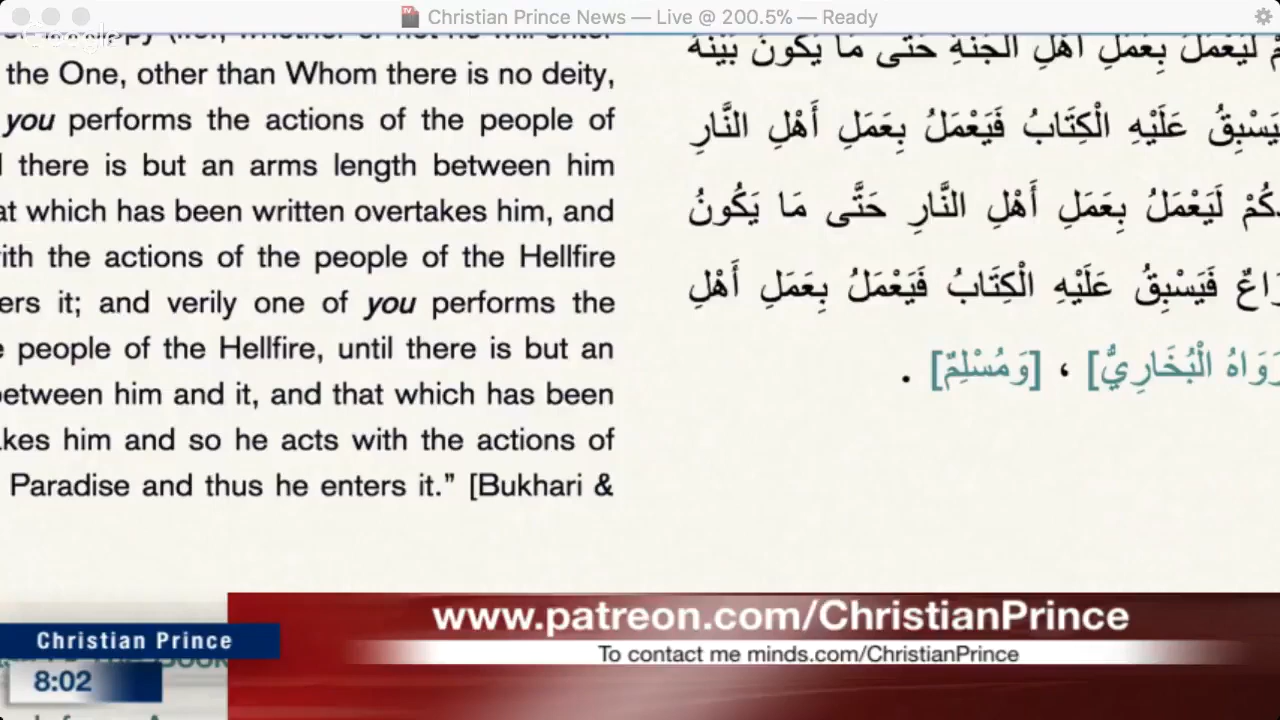 Christian Prince News — Live @ 200.5% — Ready
Google
the One, other than Whom there is no deity,
you performs the actions of the people of
there is but an arms length between him
which has been written overtakes him, and
the actions of the people of the Hellfire
it; and verily one of you performs the
people of the Hellfire, until there is but an
between him and it, and that which has been
him and so he acts with the actions of
Paradise and thus he enters it.” [Bukhari &
لَيَعْمَلُ بِعَمَلِ أَهْلِ الْجَنَّةِ حَتَّى مَا يَكُونُ بَيْنَهُ
عَلَيْهِ الْكِتَابُ فَيَعْمَلُ بِعَمَلِ أَهْلِ النَّارِ
لَيَعْمَلُ بِعَمَلِ أَهْلِ النَّارِ حَتَّى مَا يَكُونُ
فَيَسْبِقُ عَلَيْهِ الْكِتَابُ فَيَعْمَلُ بِعَمَلِ أَهْلِ
رَوَاهُ الْبُخَارِيُّ] ، [وَمُسْلِمٌ] .
www.patreon.com/ChristianPrince
Christian Prince
To contact me minds.com/ChristianPrince
8:02